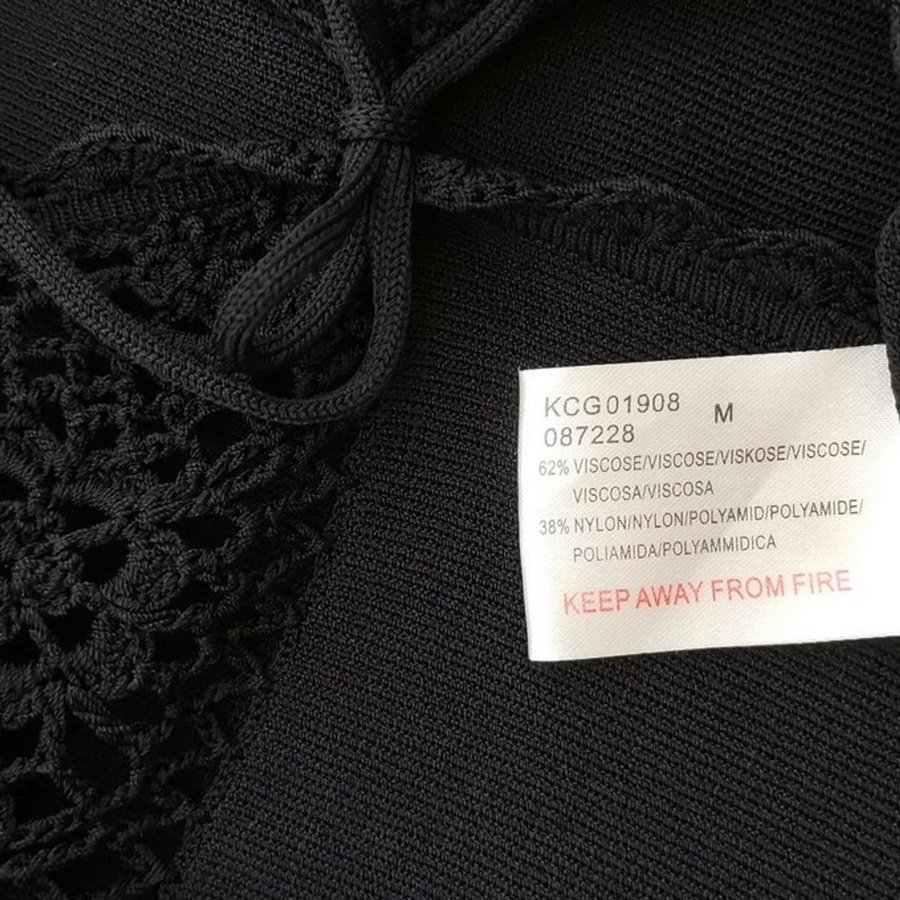 KCG01908 M
087228
62% VISCOSE/VISCOSE/VISKOSE/VISCOSE/
VISCOSA/VISCOSA
38% NYLON/NYLON/POLYAMID/POLYAMIDE/
POLIAMIDA/POLYAMMIDICA
KEEP AWAY FROM FIRE